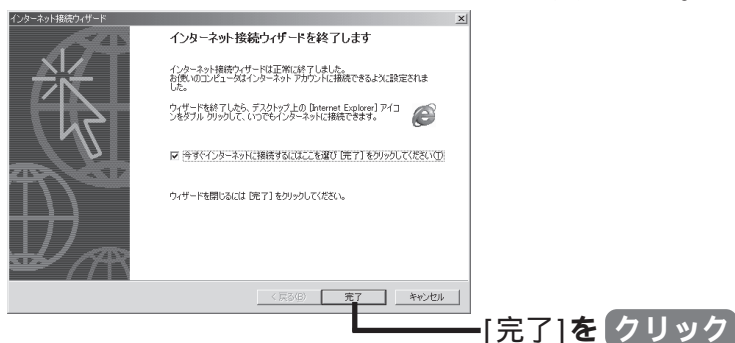 インターネット接続ウィザード
インターネット接続ウィザードを終了します
インターネット接続ウィザードは正常に終了しました。
お使いのコンピュータはインターネット アカウントに接続できるように設定されま
した。
ウィザードを終了したら、デスクトップ上の [Internet Explorer] アイコ
ンをダブル クリックして、いつでもインターネットに接続できます。
今すぐインターネットに接続するにはここを選び [完了] をクリックしてください(T)
ウィザードを閉じるには [完了] をクリックしてください。
< 戻る(B) 完了 キャンセル
[完了]を クリック